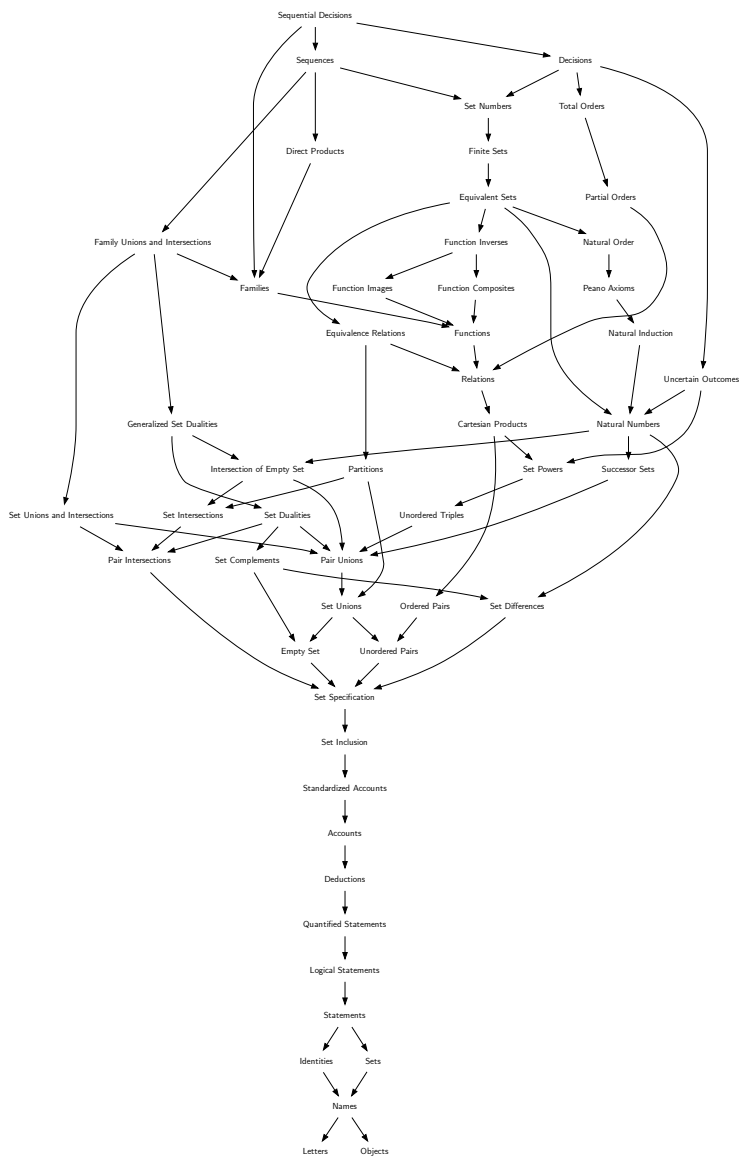 Sequential Decisions
Sequences
Decisions
Set Numbers
Total Orders
Direct Products
Finite Sets
Equivalent Sets
Partial Orders
Family Unions and Intersections
Function Inverses
Natural Order
Families
Function Images
Function Composites
Peano Axioms
Equivalence Relations
Functions
Natural Induction
Relations
Uncertain Outcomes
Generalized Set Dualities
Cartesian Products
Natural Numbers
Intersection of Empty Set
Partitions
Set Powers
Successor Sets
Set Unions and Intersections
Set Intersections
Set Dualities
Unordered Triples
Pair Intersections
Set Complements
Pair Unions
Set Unions
Ordered Pairs
Set Differences
Empty Set
Unordered Pairs
Set Specification
Set Inclusion
Standardized Accounts
Accounts
Deductions
Quantified Statements
Logical Statements
Statements
Identities
Sets
Names
Letters
Objects